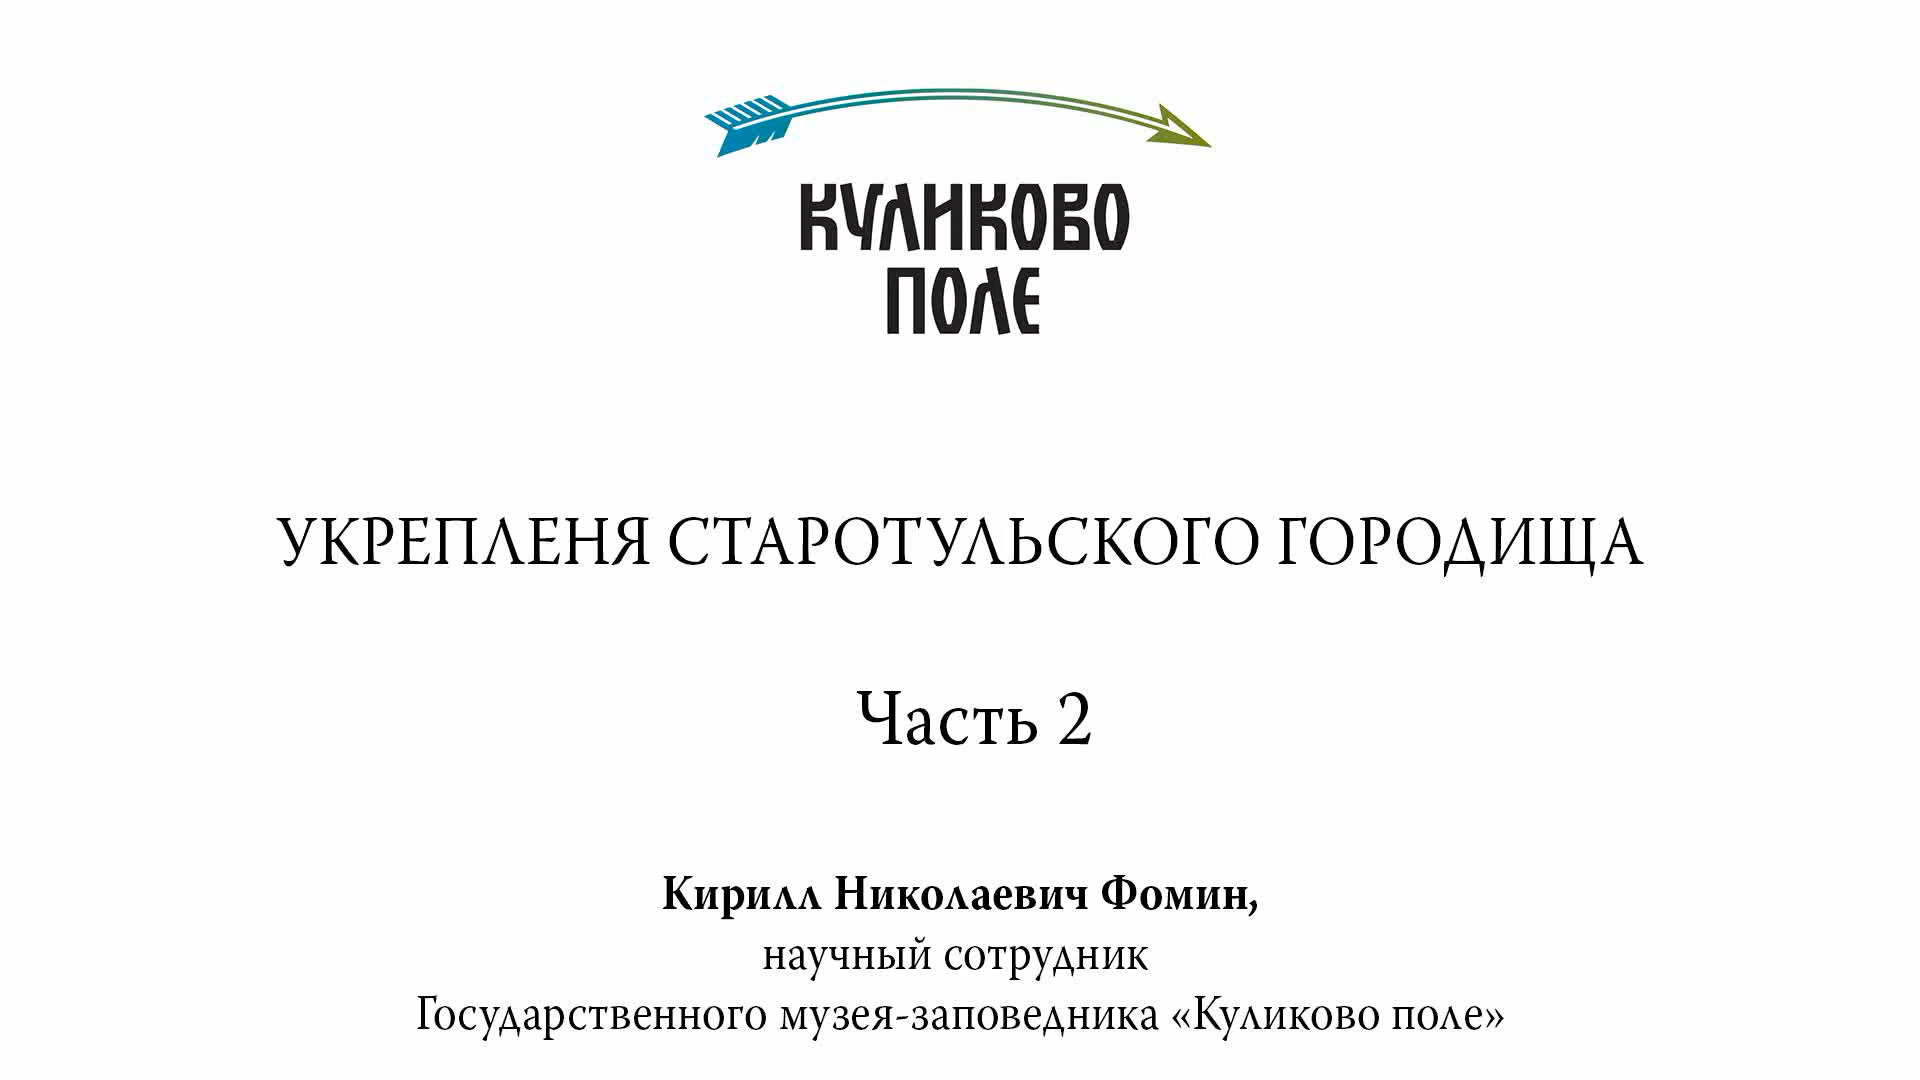 КУЛИКОВО
ПОЛЕ
УКРЕПЛЕНЯ СТАРОТУЛЬСКОГО ГОРОДИЩА
Часть 2
Кирилл Николаевич Фомин,
научный сотрудник
Государственного музея-заповедника «Куликово поле»